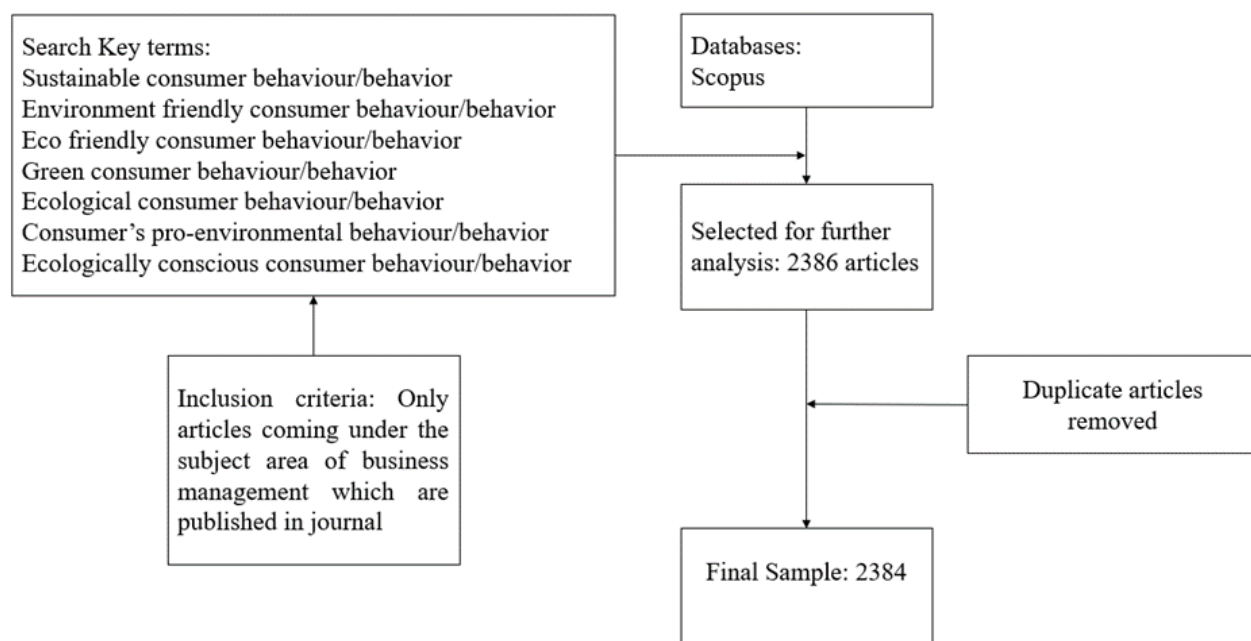 Search Key terms:
Sustainable consumer behaviour/behavior
Environment friendly consumer behaviour/behavior
Eco friendly consumer behaviour/behavior
Green consumer behaviour/behavior
Ecological consumer behaviour/behavior
Consumer’s pro-environmental behaviour/behavior
Ecologically conscious consumer behaviour/behavior
Databases:
Scopus
Selected for further
analysis: 2386 articles
Inclusion criteria: Only
articles coming under the
subject area of business
management which are
published in journal
Duplicate articles
removed
Final Sample: 2384